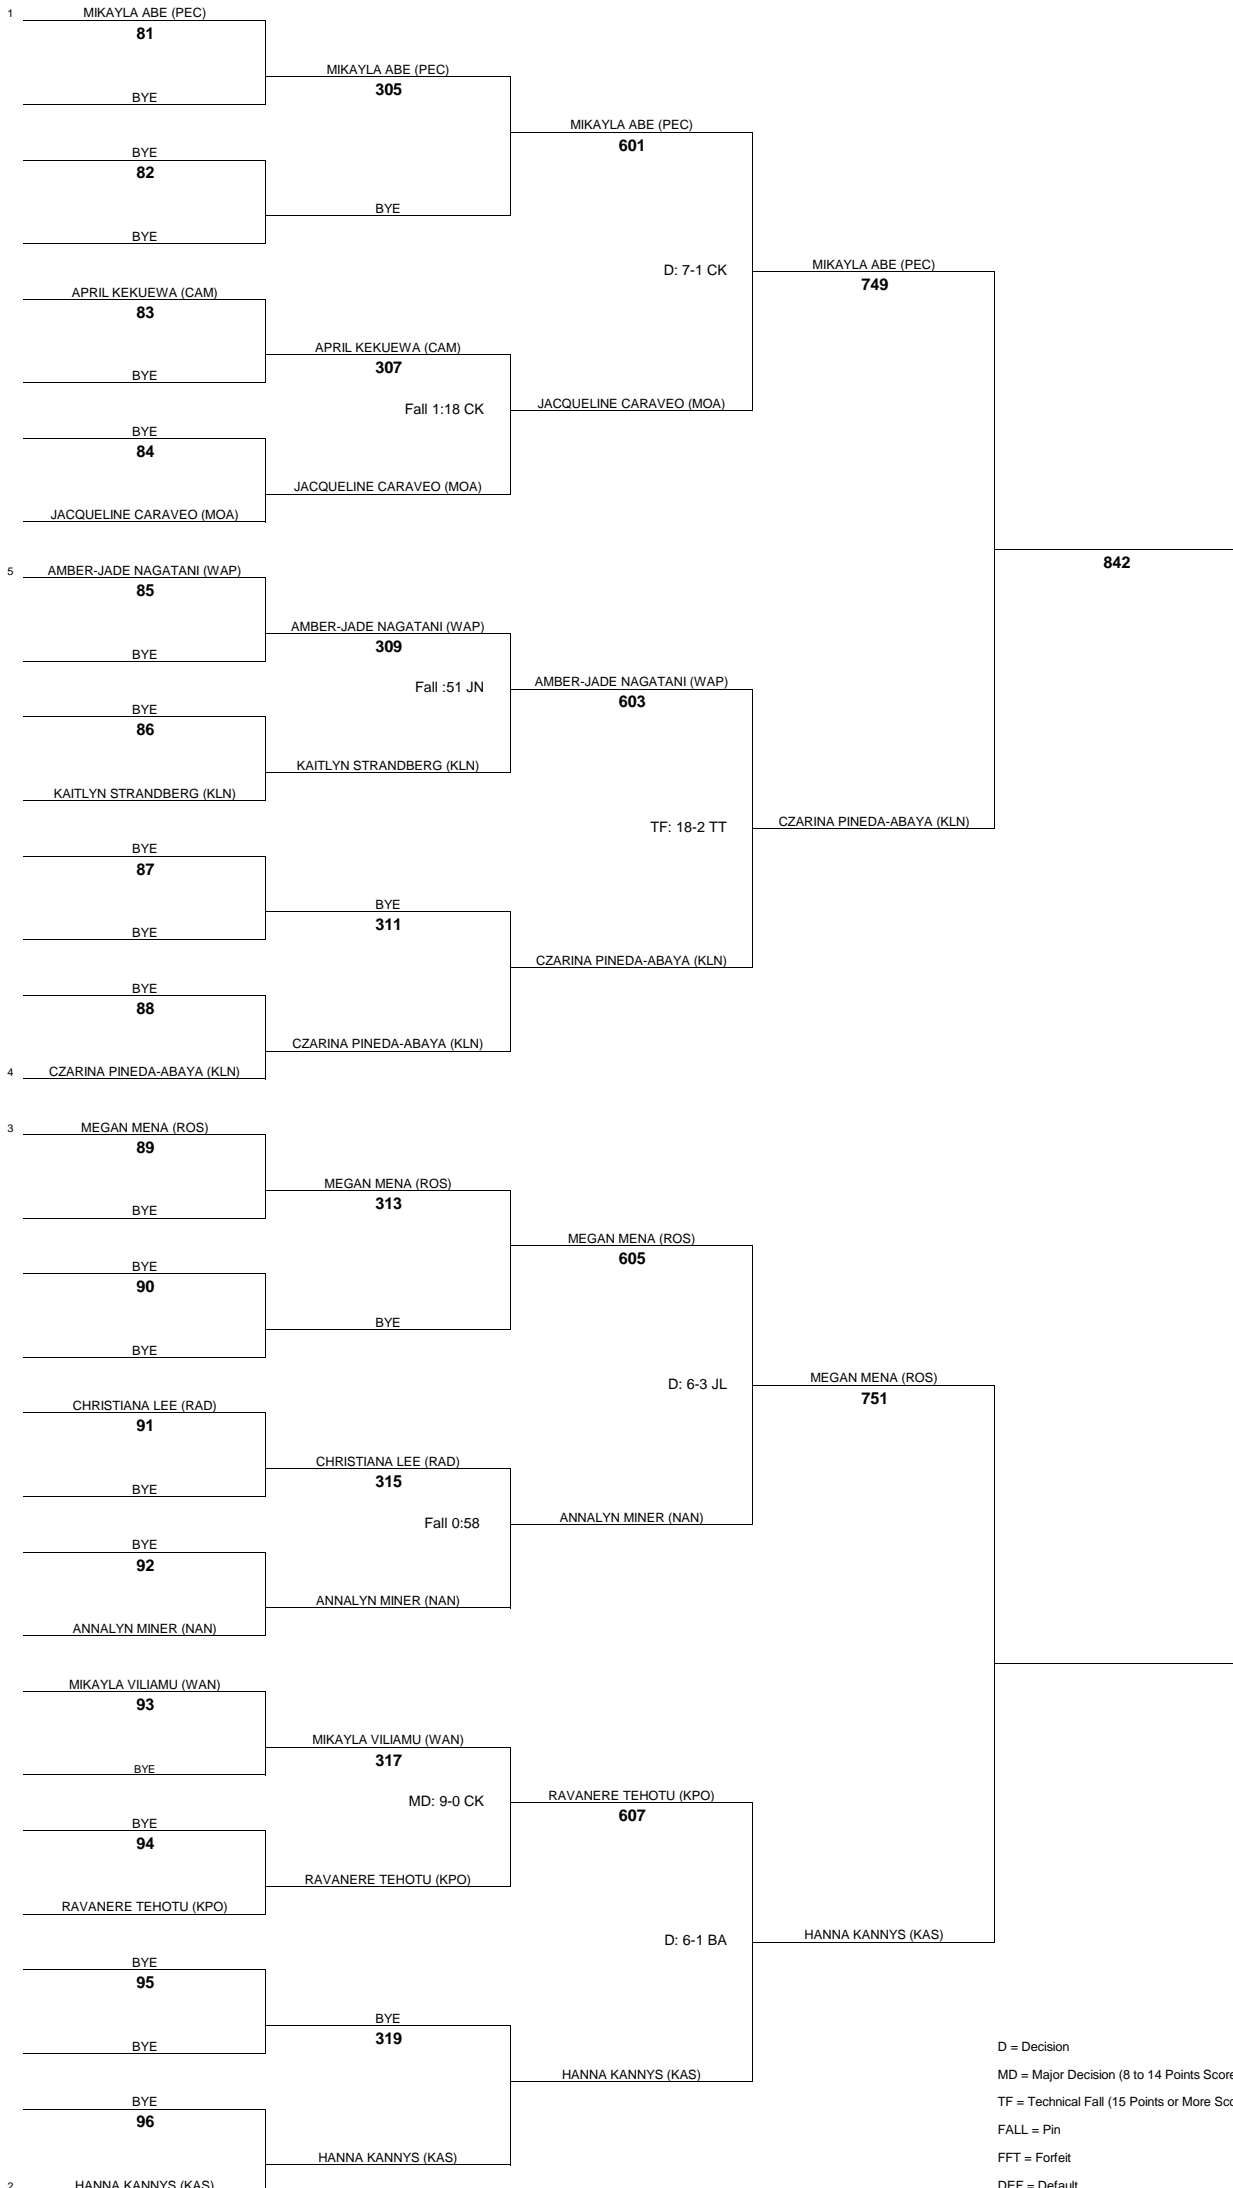 1 MIKAYLA ABE (PEC)
81
BYE
BYE
82
BYE
APRIL KEKUEWA (CAM)
83
BYE
BYE
84
JACQUELINE CARAVEO (MOA)
5 AMBER-JADE NAGATANI (WAP)
85
BYE
BYE
86
KAITLYN STRANDBERG (KLN)
BYE
87
BYE
BYE
88
4 CZARINA PINEDA-ABAYA (KLN)
3 MEGAN MENA (ROS)
89
BYE
BYE
90
BYE
CHRISTIANA LEE (RAD)
91
BYE
BYE
92
ANNALYN MINER (NAN)
MIKAYLA VILIAMU (WAN)
93
BYE
BYE
94
RAVANERE TEHOTU (KPO)
BYE
95
BYE
BYE
96
2 HANNA KANNYS (KAS)
MIKAYLA ABE (PEC)
305
BYE
APRIL KEKUEWA (CAM)
307
Fall 1:18 CK
JACQUELINE CARAVEO (MOA)
AMBER-JADE NAGATANI (WAP)
309
Fall :51 JN
KAITLYN STRANDBERG (KLN)
BYE
311
CZARINA PINEDA-ABAYA (KLN)
MEGAN MENA (ROS)
313
BYE
CHRISTIANA LEE (RAD)
315
Fall 0:58
ANNALYN MINER (NAN)
MIKAYLA VILIAMU (WAN)
317
MD: 9-0 CK
RAVANERE TEHOTU (KPO)
BYE
319
HANNA KANNYS (KAS)
MIKAYLA ABE (PEC)
601
D: 7-1 CK
JACQUELINE CARAVEO (MOA)
AMBER-JADE NAGATANI (WAP)
603
TF: 18-2 TT
CZARINA PINEDA-ABAYA (KLN)
MEGAN MENA (ROS)
605
D: 6-3 JL
ANNALYN MINER (NAN)
RAVANERE TEHOTU (KPO)
607
D: 6-1 BA
HANNA KANNYS (KAS)
MIKAYLA ABE (PEC)
749
CZARINA PINEDA-ABAYA (KLN)
MEGAN MENA (ROS)
751
HANNA KANNYS (KAS)
842
D = Decision
MD = Major Decision (8 to 14 Points Score
TF = Technical Fall (15 Points or More Sco
FALL = Pin
FFT = Forfeit
DEF = Default